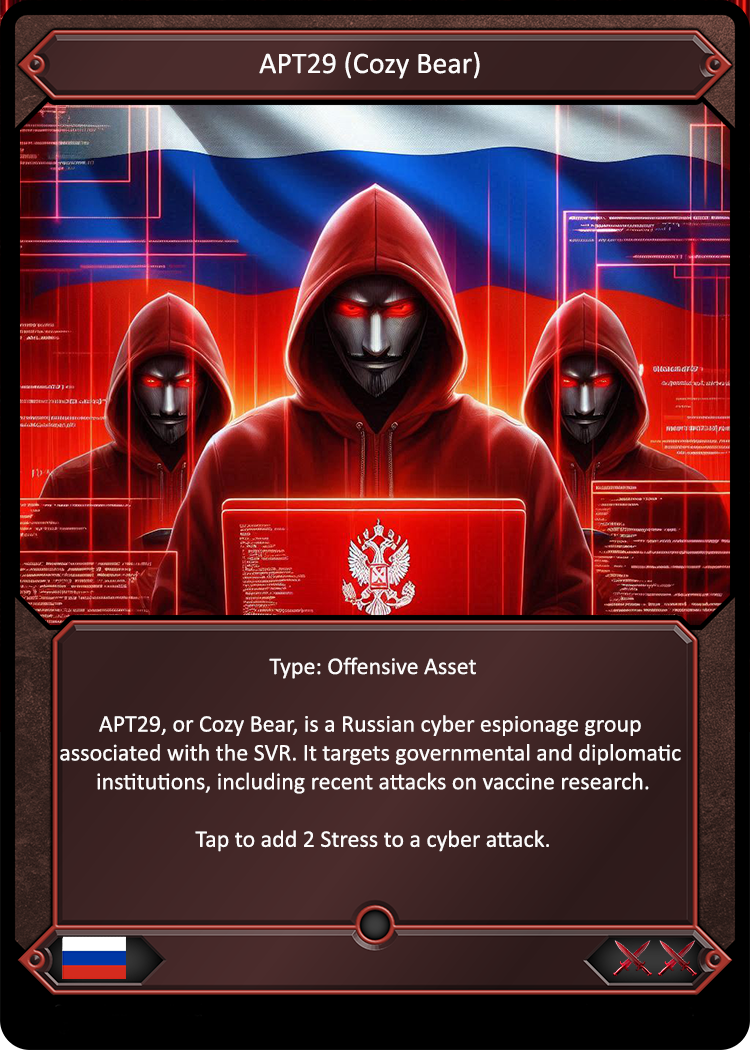 APT29 (Cozy Bear)
Type: Offensive Asset
APT29, or Cozy Bear, is a Russian cyber espionage group
associated with the SVR. It targets governmental and diplomatic
institutions, including recent attacks on vaccine research.
Tap to add 2 Stress to a cyber attack.